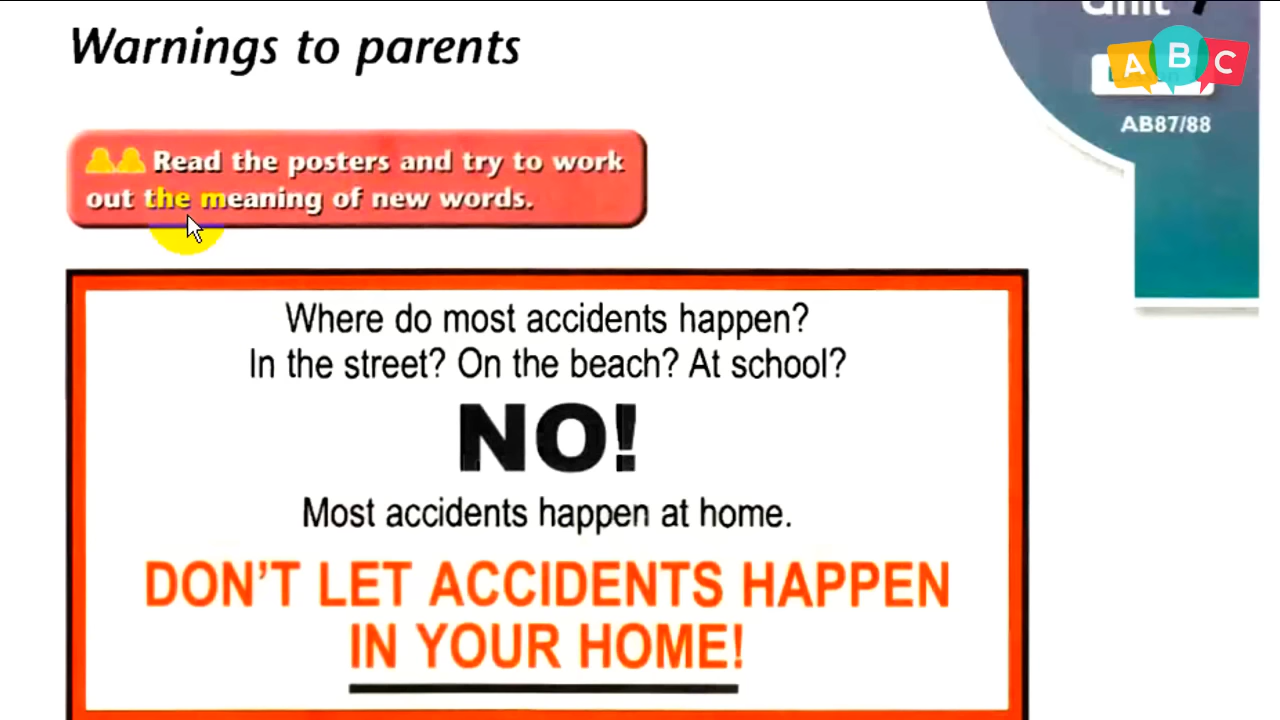 Warnings to parents
Unit
A B C
AB87/88
Read the posters and try to work
out the meaning of new words.
Where do most accidents happen?
In the street? On the beach? At school?
NO!
Most accidents happen at home.
DON'T LET ACCIDENTS HAPPEN
IN YOUR HOME!